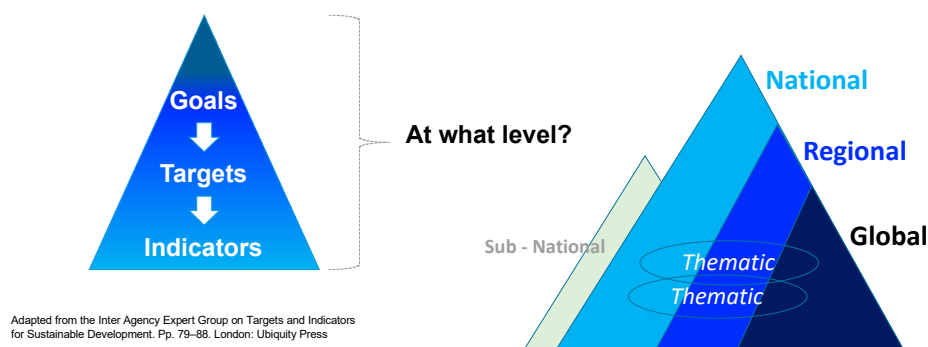 Goals
Targets
Indicators
At what level?
National
Regional
Global
Sub - National
Thematic
Thematic
Adapted from the Inter Agency Expert Group on Targets and Indicators
for Sustainable Development. Pp. 79–88. London: Ubiquity Press